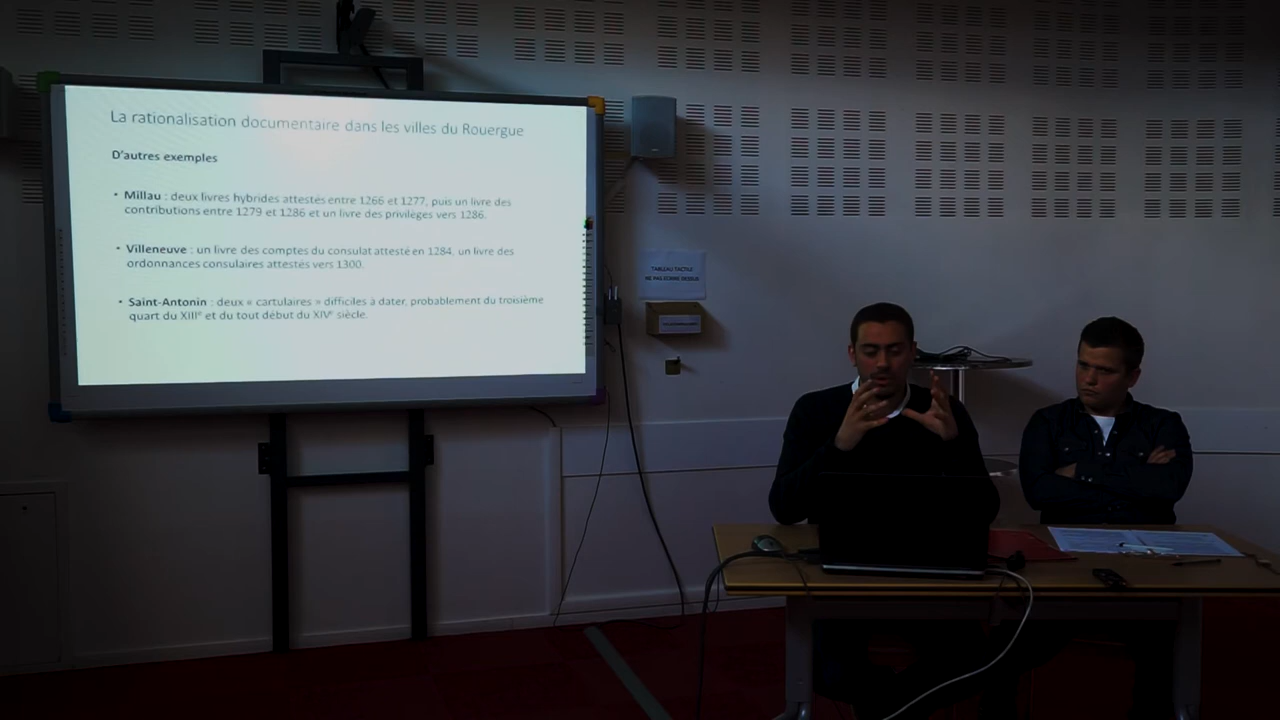 La rationalisation documentaire dans les villes du Rouergue
D'autres exemples
• Millau : deux livres hybrides attestés entre 1266 et 1277, puis un livre des
contributions entre 1279 et 1286 et un livre des privilèges vers 1286.
• Villeneuve : un livre des comptes du consulat attesté en 1284, un livre des
ordonnances consulaires attestés vers 1300.
• Saint-Antonin : deux « cartulaires » difficiles à dater, probablement du troisième
quart du XIIIe et du tout début du XIVe siècle.
TABLEAU TACTILE
NE PAS ECRIRE DESSUS